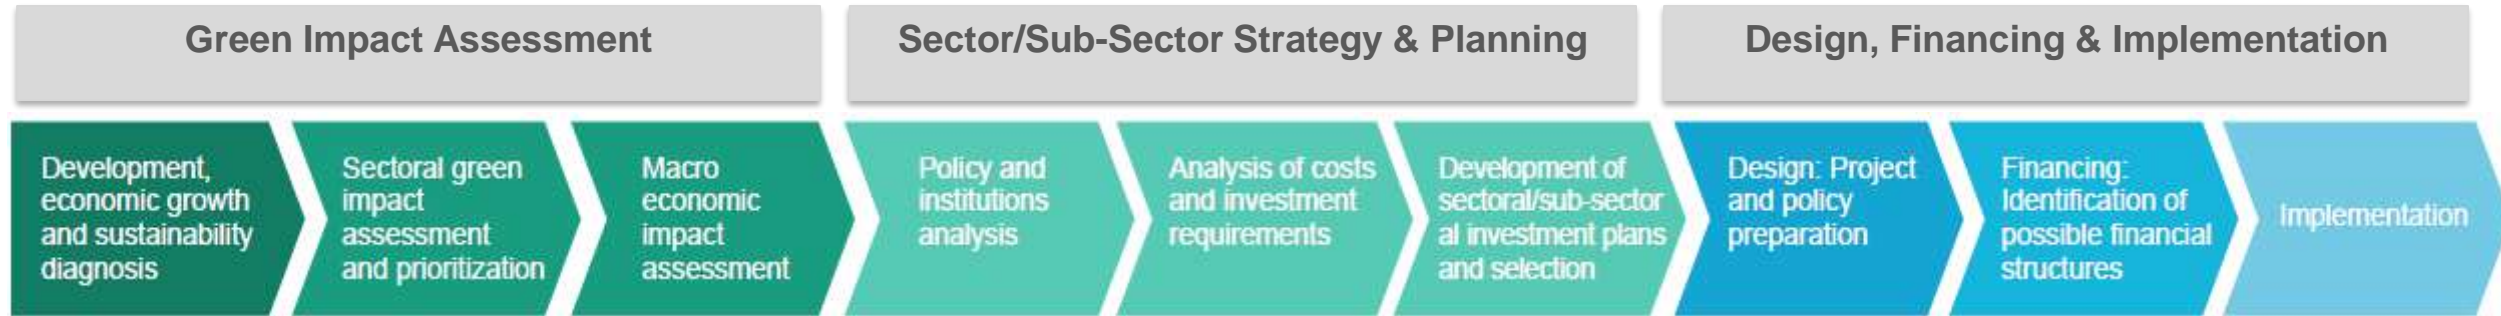 Green Impact Assessment
Sector/Sub-Sector Strategy & Planning
Design, Financing & Implementation
Development,
economic growth
and sustainability
diagnosis
Sectoral green
impact
assessment
and prioritization
Macro
economic
impact
assessment
Policy and
institutions
analysis
Analysis of costs
and investment
requirements
Development of
sectoral/sub-sector
al investment plans
and selection
Design: Project
and policy
preparation
Financing:
Identification of
possible financial
structures
Implementation